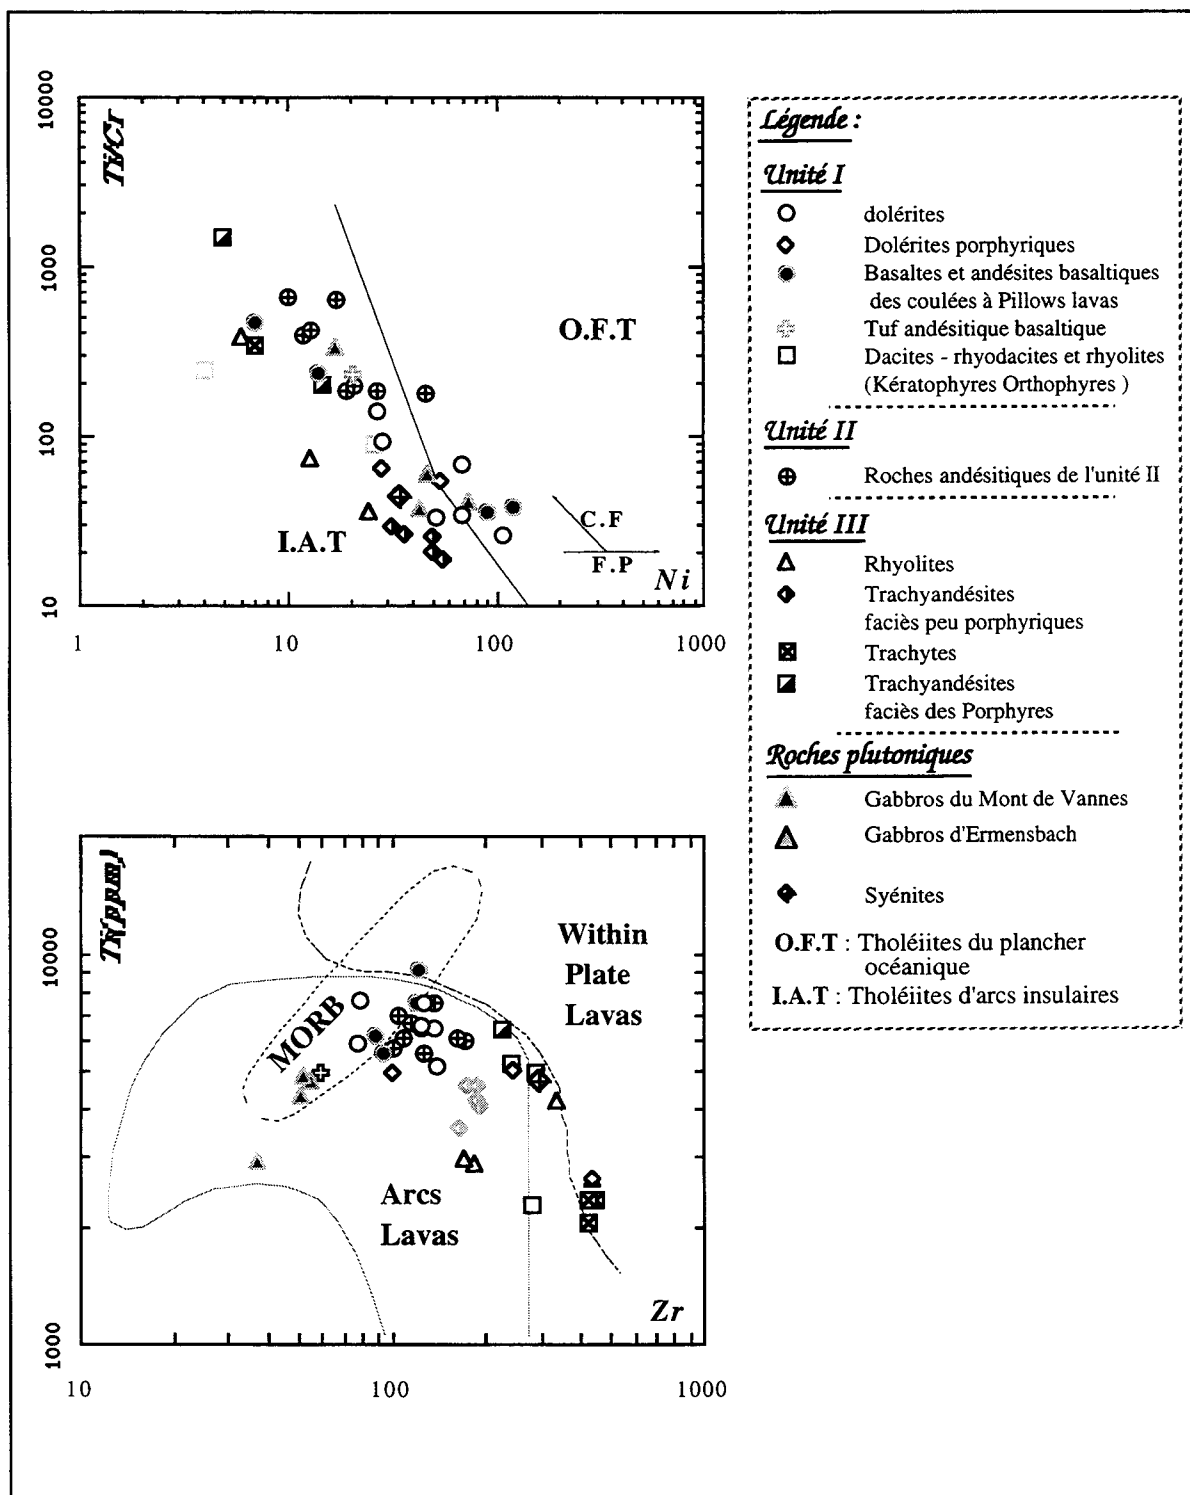 10000
1000
100
10
Ti/Cr
O.F.T
I.A.T
C.F
F.P
Ni
1
10
100
1000
Légende :
Unité I
dolérites
Dolérites porphyriques
Basaltes et andésites basaltiques
des coulées à Pillows lavas
Tuf andésitique basaltique
Dacites - rhyodacites et rhyolites
(Kératophyres Orthophyres )
Unité II
Roches andésitiques de l'unité II
Unité III
Rhyolites
Trachyandésites
faciès peu porphyriques
Trachytes
Trachyandésites
faciès des Porphyres
Roches plutoniques
Gabbros du Mont de Vannes
Gabbros d'Ermensbach
Syénites
O.F.T : Tholéiites du plancher
océanique
I.A.T : Tholéiites d'arcs insulaires
10000
1000
Ti(ppm)
Within
Plate
Lavas
MORB
Arcs
Lavas
Zr
10
100
1000